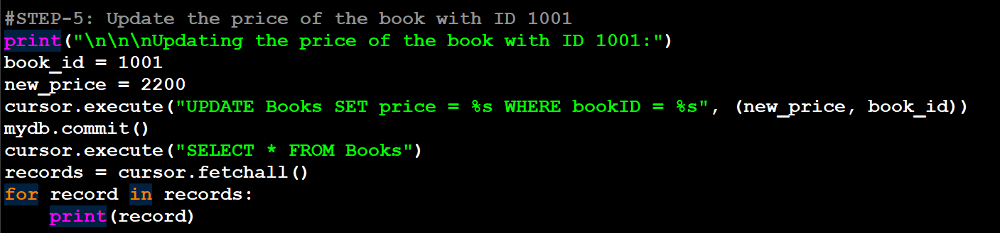 #STEP-5: Update the price of the book with ID 1001
print("\n\n\nUpdating the price of the book with ID 1001:")
book_id = 1001
new_price = 2200
cursor.execute("UPDATE Books SET price = %s WHERE bookID = %s", (new_price, book_id))
mydb.commit()
cursor.execute("SELECT * FROM Books")
records = cursor.fetchall()
for record in records:
    print(record)